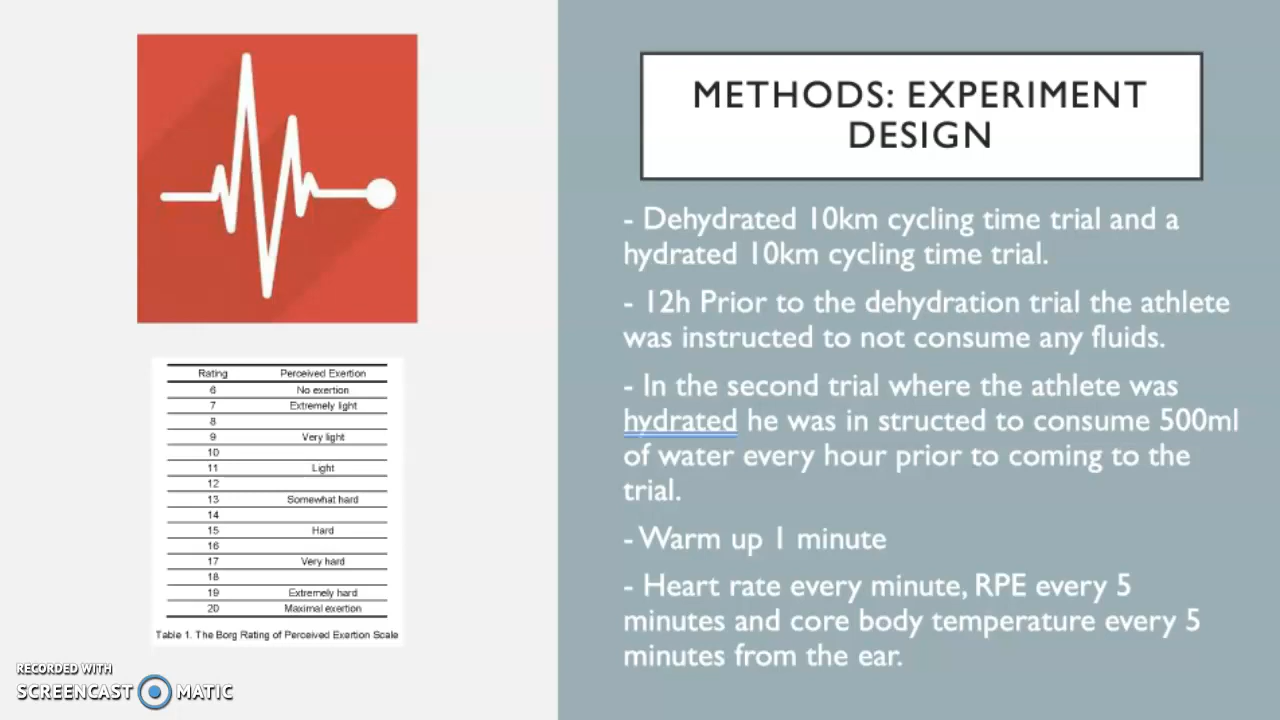 METHODS: EXPERIMENT
DESIGN
- Dehydrated 10km cycling time trial and a
hydrated 10km cycling time trial.
- 12h Prior to the dehydration trial the athlete
was instructed to not consume any fluids.
- In the second trial where the athlete was
hydrated he was in structed to consume 500ml
of water every hour prior to coming to the
trial.
- Warm up 1 minute
- Heart rate every minute, RPE every 5
minutes and core body temperature every 5
minutes from the ear.
Rating Perceived Exertion
6 No exertion
7 Extremely light
8
9 Very light
10
11 Light
12
13 Somewhat hard
14
15 Hard
16
17 Very hard
18
19 Extremely hard
20 Maximal exertion
Table 1. The Borg Rating of Perceived Exertion Scale
RECORDED WITH
SCREENCAST MATIC